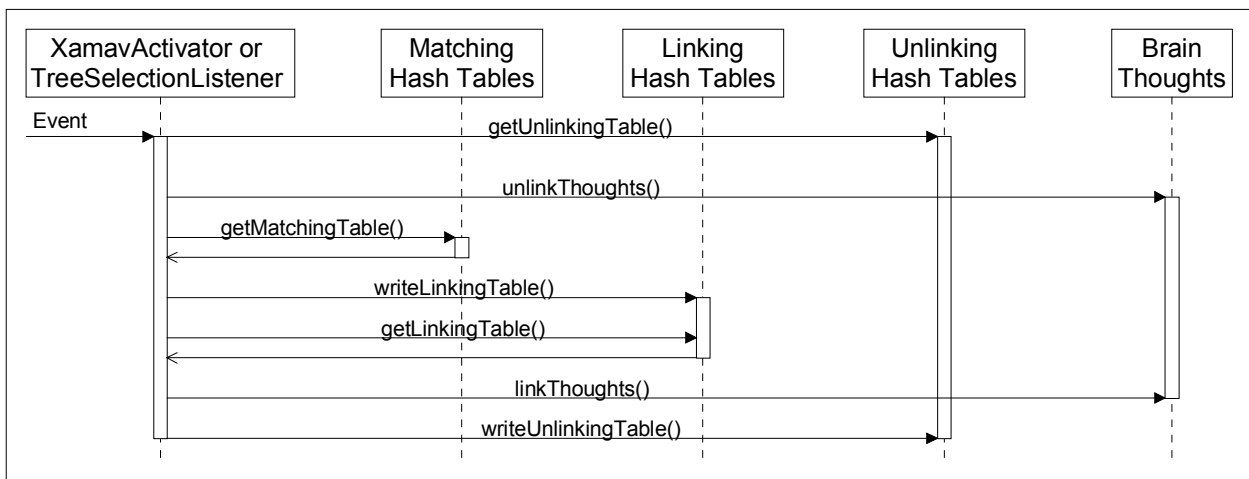 XamavActivator or
TreeSelectionListener
Matching
Hash Tables
Linking
Hash Tables
Unlinking
Hash Tables
Brain
Thoughts
Event
getUnlinkingTable()
unlinkThoughts()
getMatchingTable()
writeLinkingTable()
getLinkingTable()
linkThoughts()
writeUnlinkingTable()